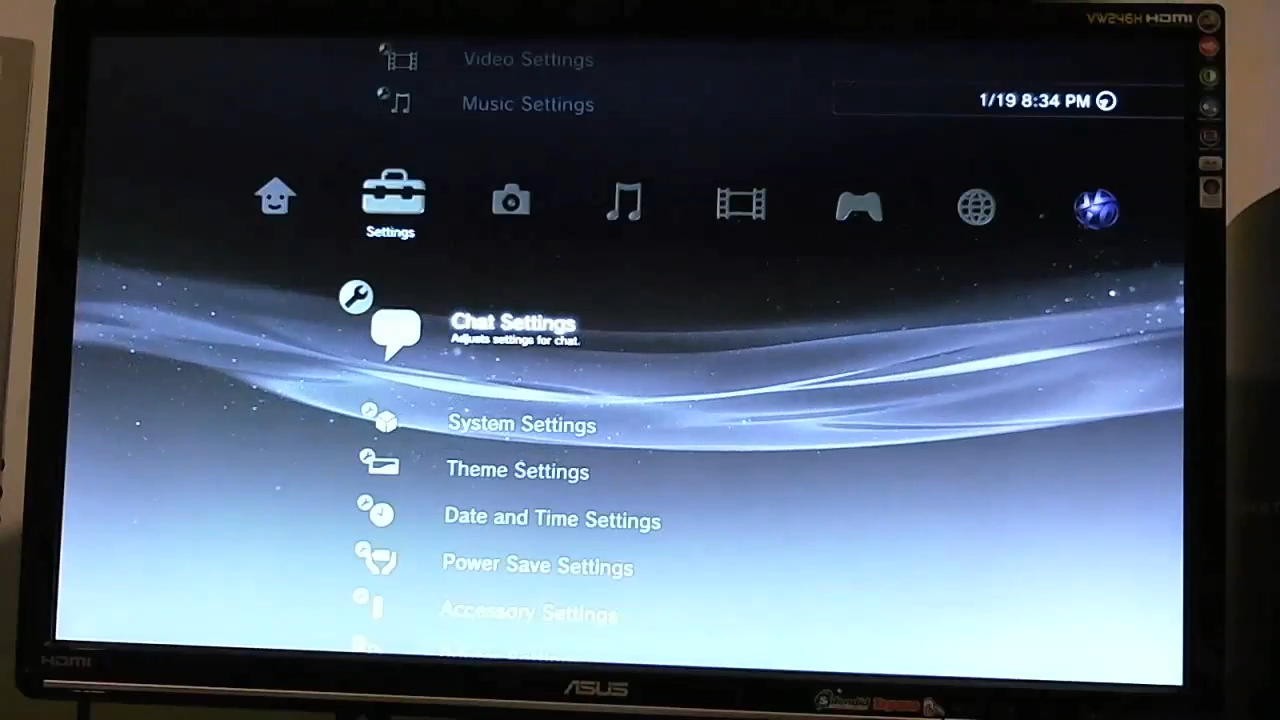 VW246H HDMI
Video Settings
Music Settings
1/19 8:34 PM
Settings
Chat Settings
Adjusts settings for chat.
System Settings
Theme Settings
Date and Time Settings
Power Save Settings
Accessory Settings
HDMI
ASUS
Splendid